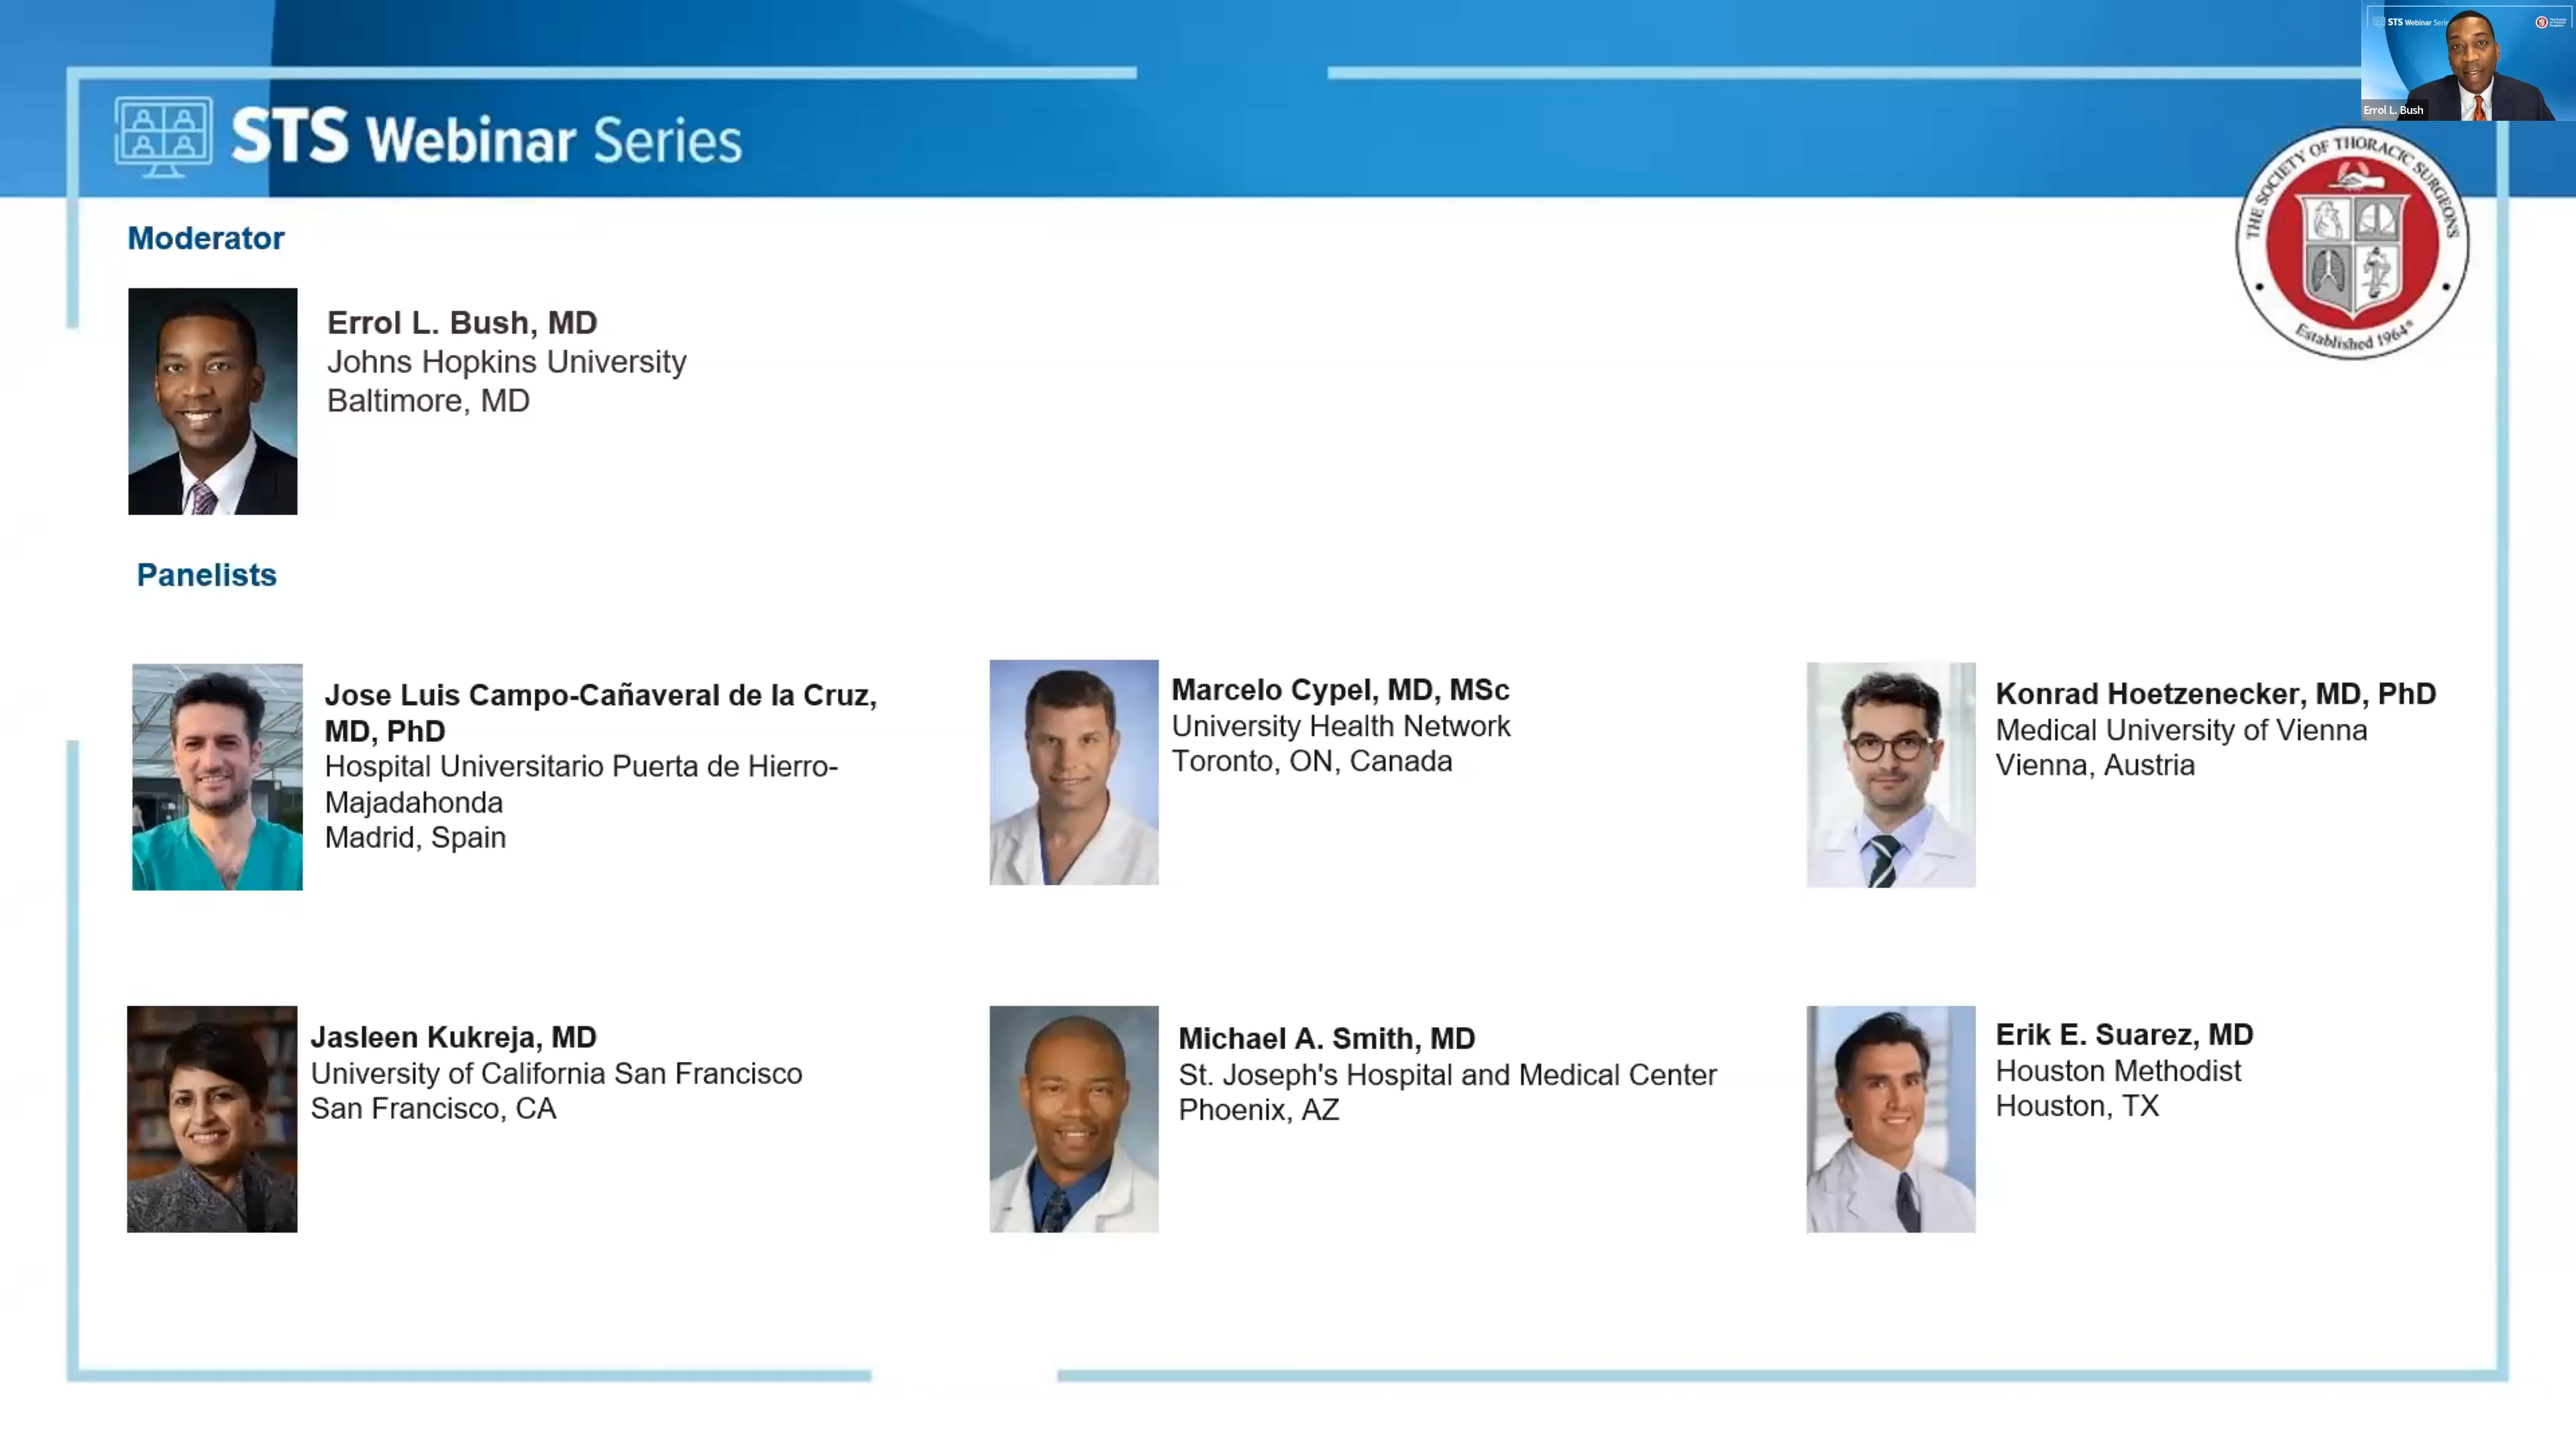 STS Webinar Series
STS Webinar Serie
Errol L. Bush
THE SOCIETY OF THORACIC SURGEONS
Established 1964®
Moderator
Errol L. Bush, MD
Johns Hopkins University
Baltimore, MD
Panelists
Jose Luis Campo-Cañaveral de la Cruz,
MD, PhD
Hospital Universitario Puerta de Hierro-
Majadahonda
Madrid, Spain
Marcelo Cypel, MD, MSc
University Health Network
Toronto, ON, Canada
Konrad Hoetzenecker, MD, PhD
Medical University of Vienna
Vienna, Austria
Jasleen Kukreja, MD
University of California San Francisco
San Francisco, CA
Michael A. Smith, MD
St. Joseph's Hospital and Medical Center
Phoenix, AZ
Erik E. Suarez, MD
Houston Methodist
Houston, TX